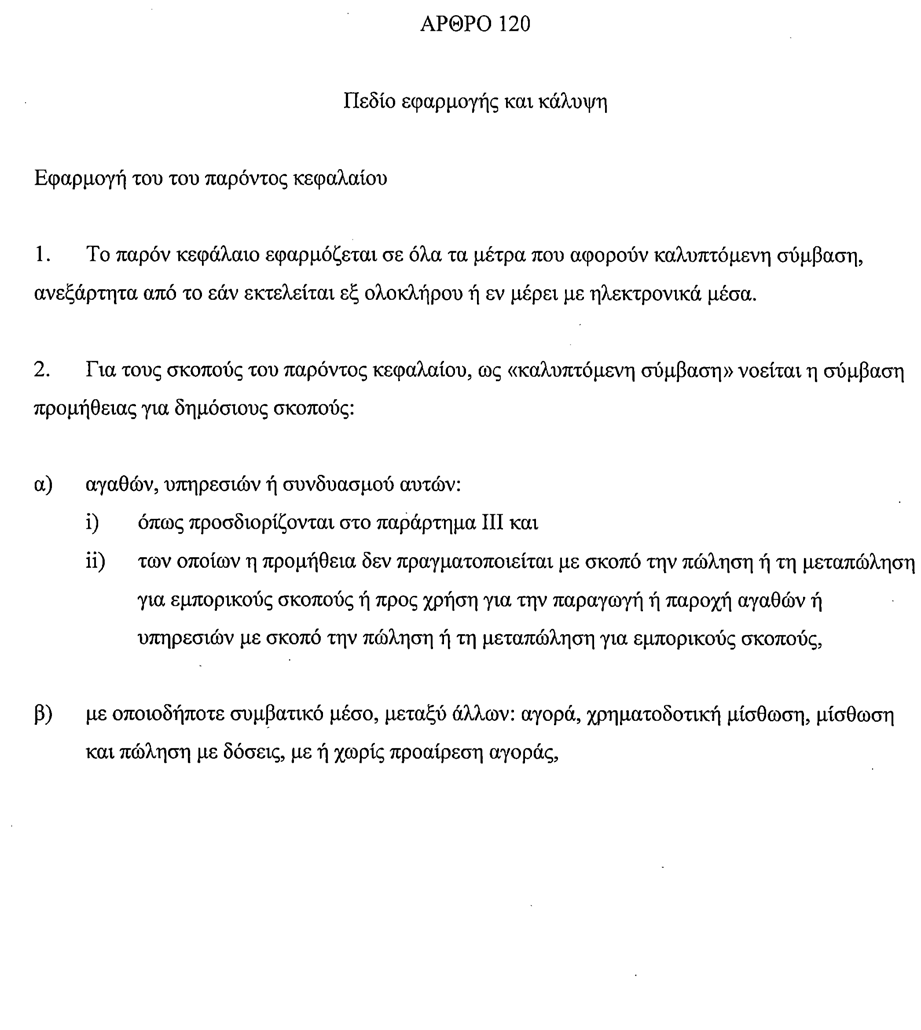 ΑΡΘΡΟ 120
Πεδίο εφαρμογής και κάλυψη
Εφαρμογή του του παρόντος κεφαλαίου
1. Το παρόν κεφάλαιο εφαρμόζεται σε όλα τα μέτρα που αφορούν καλυπτόμενη σύμβαση,
ανεξάρτητα από το εάν εκτελείται εξ ολοκλήρου ή εν μέρει με ηλεκτρονικά μέσα.
2. Για τους σκοπούς του παρόντος κεφαλαίου, ως «καλυπτόμενη σύμβαση» νοείται η σύμβαση
προμήθειας για δημόσιους σκοπούς:
α) αγαθών, υπηρεσιών ή συνδυασμού αυτών:
i) όπως προσδιορίζονται στο παράρτημα III και
ii) των οποίων η προμήθεια δεν πραγματοποιείται με σκοπό την πώληση ή τη μεταπώληση
για εμπορικούς σκοπούς ή προς χρήση για την παραγωγή ή παροχή αγαθών ή
υπηρεσιών με σκοπό την πώληση ή τη μεταπώληση για εμπορικούς σκοπούς,
β) με οποιοδήποτε συμβατικό μέσο, μεταξύ άλλων: αγορά, χρηματοδοτική μίσθωση, μίσθωση
και πώληση με δόσεις, με ή χωρίς προαίρεση αγοράς,